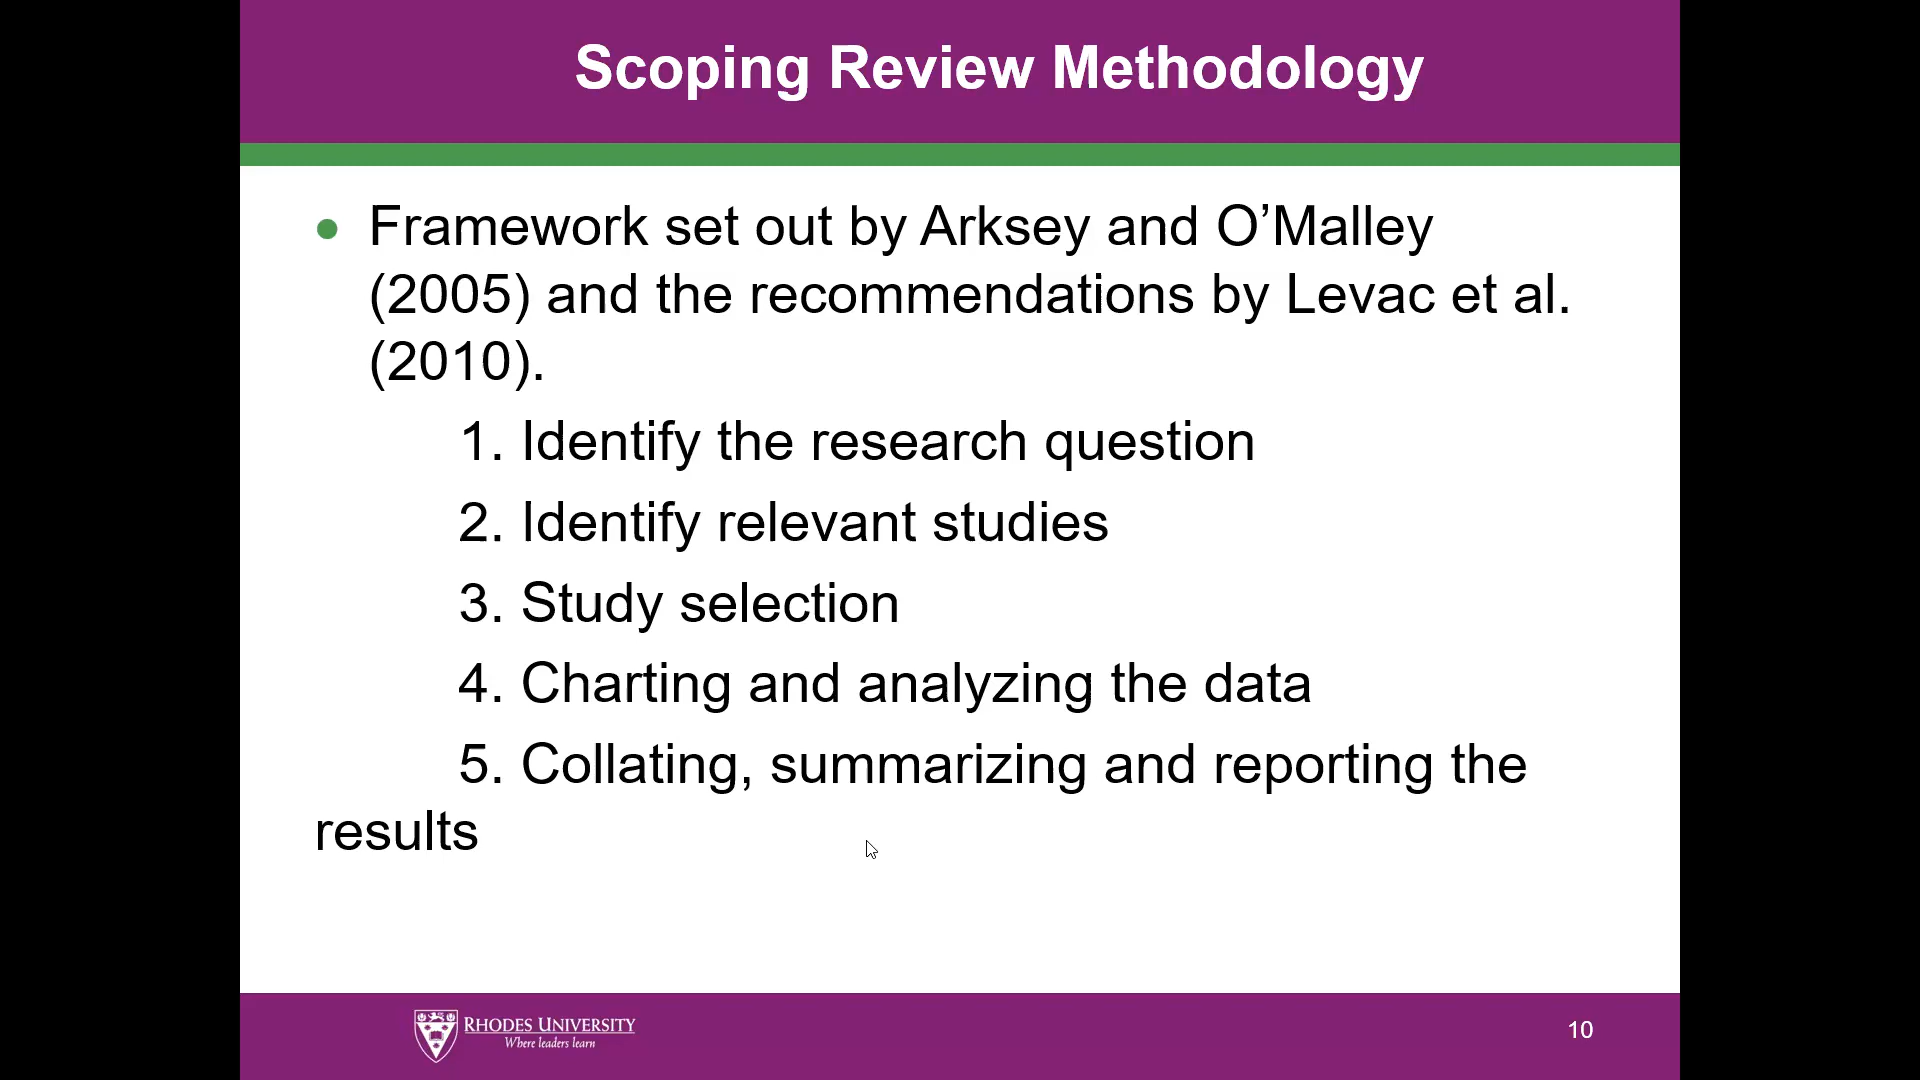 Scoping Review Methodology
Framework set out by Arksey and O’Malley
(2005) and the recommendations by Levac et al.
(2010).
1. Identify the research question
2. Identify relevant studies
3. Study selection
4. Charting and analyzing the data
5. Collating, summarizing and reporting the
results
RHODES UNIVERSITY
Where leaders learn
10